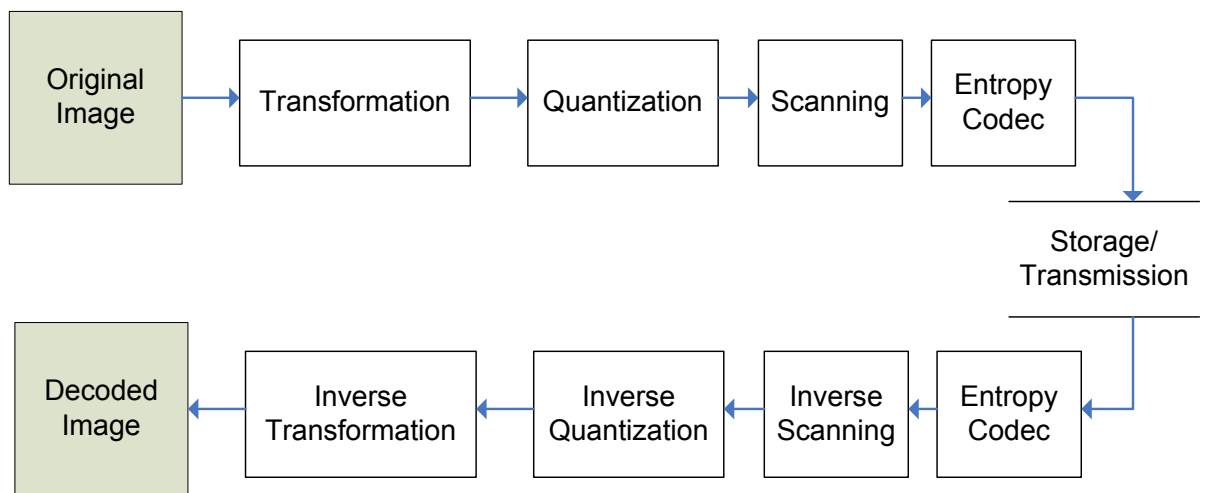 Original
Image
Transformation
Quantization
Scanning
Entropy
Codec
Storage/
Transmission
Decoded
Image
Inverse
Transformation
Inverse
Quantization
Inverse
Scanning
Entropy
Codec